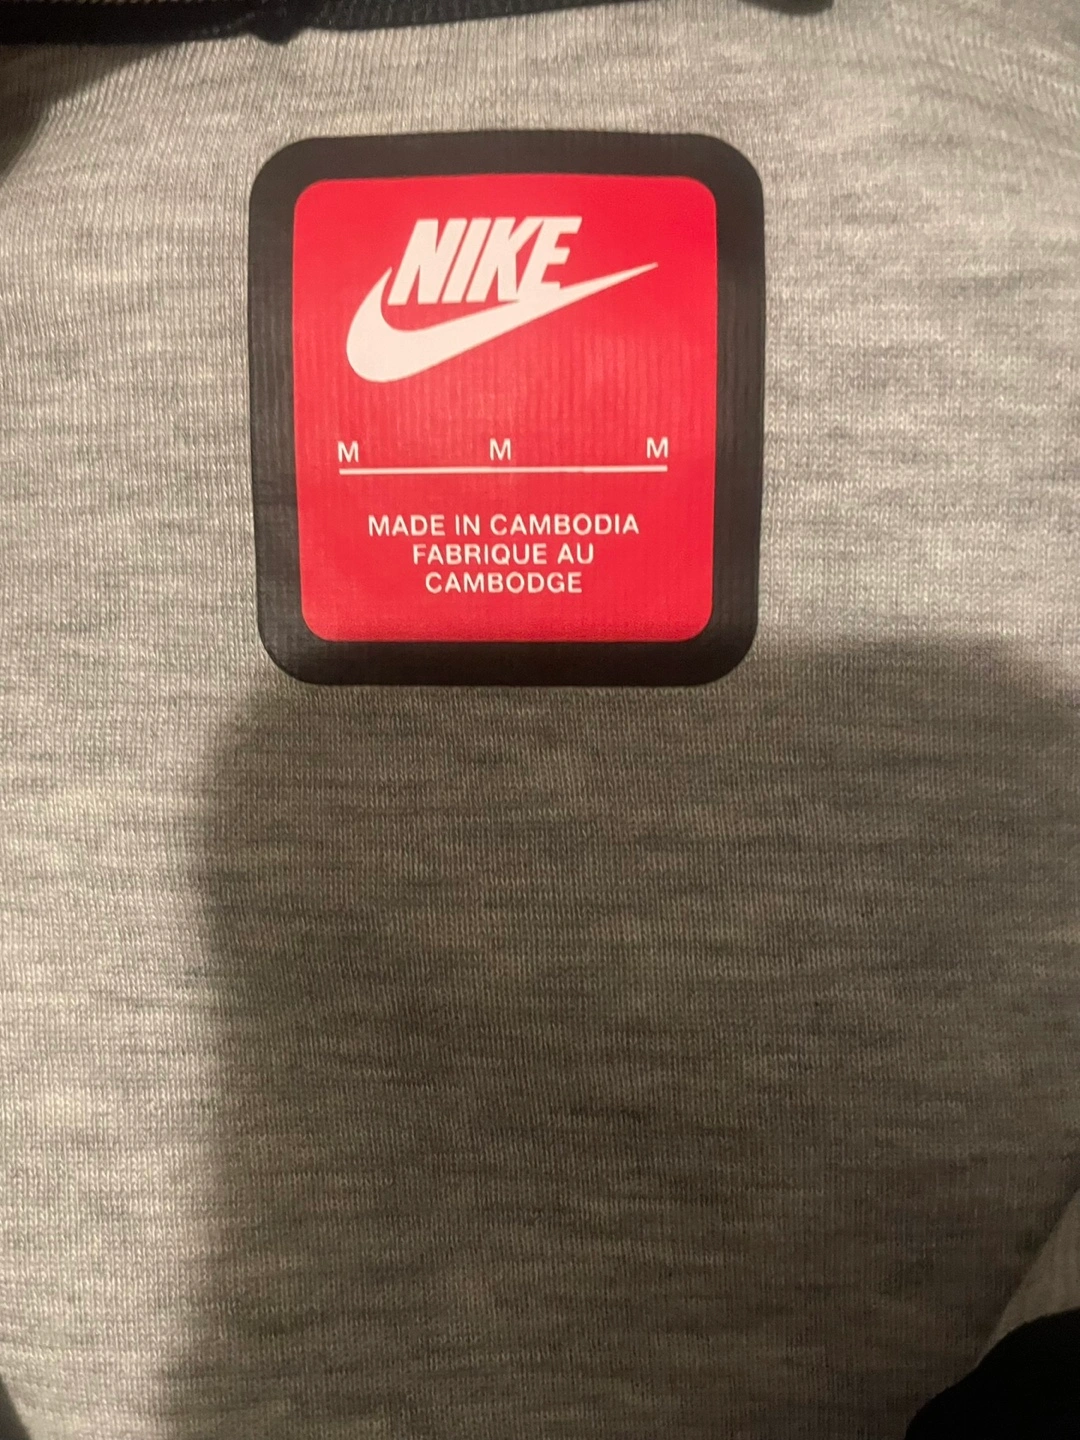 NIKE
M M M
MADE IN CAMBODIA
FABRIQUE AU
CAMBODGE